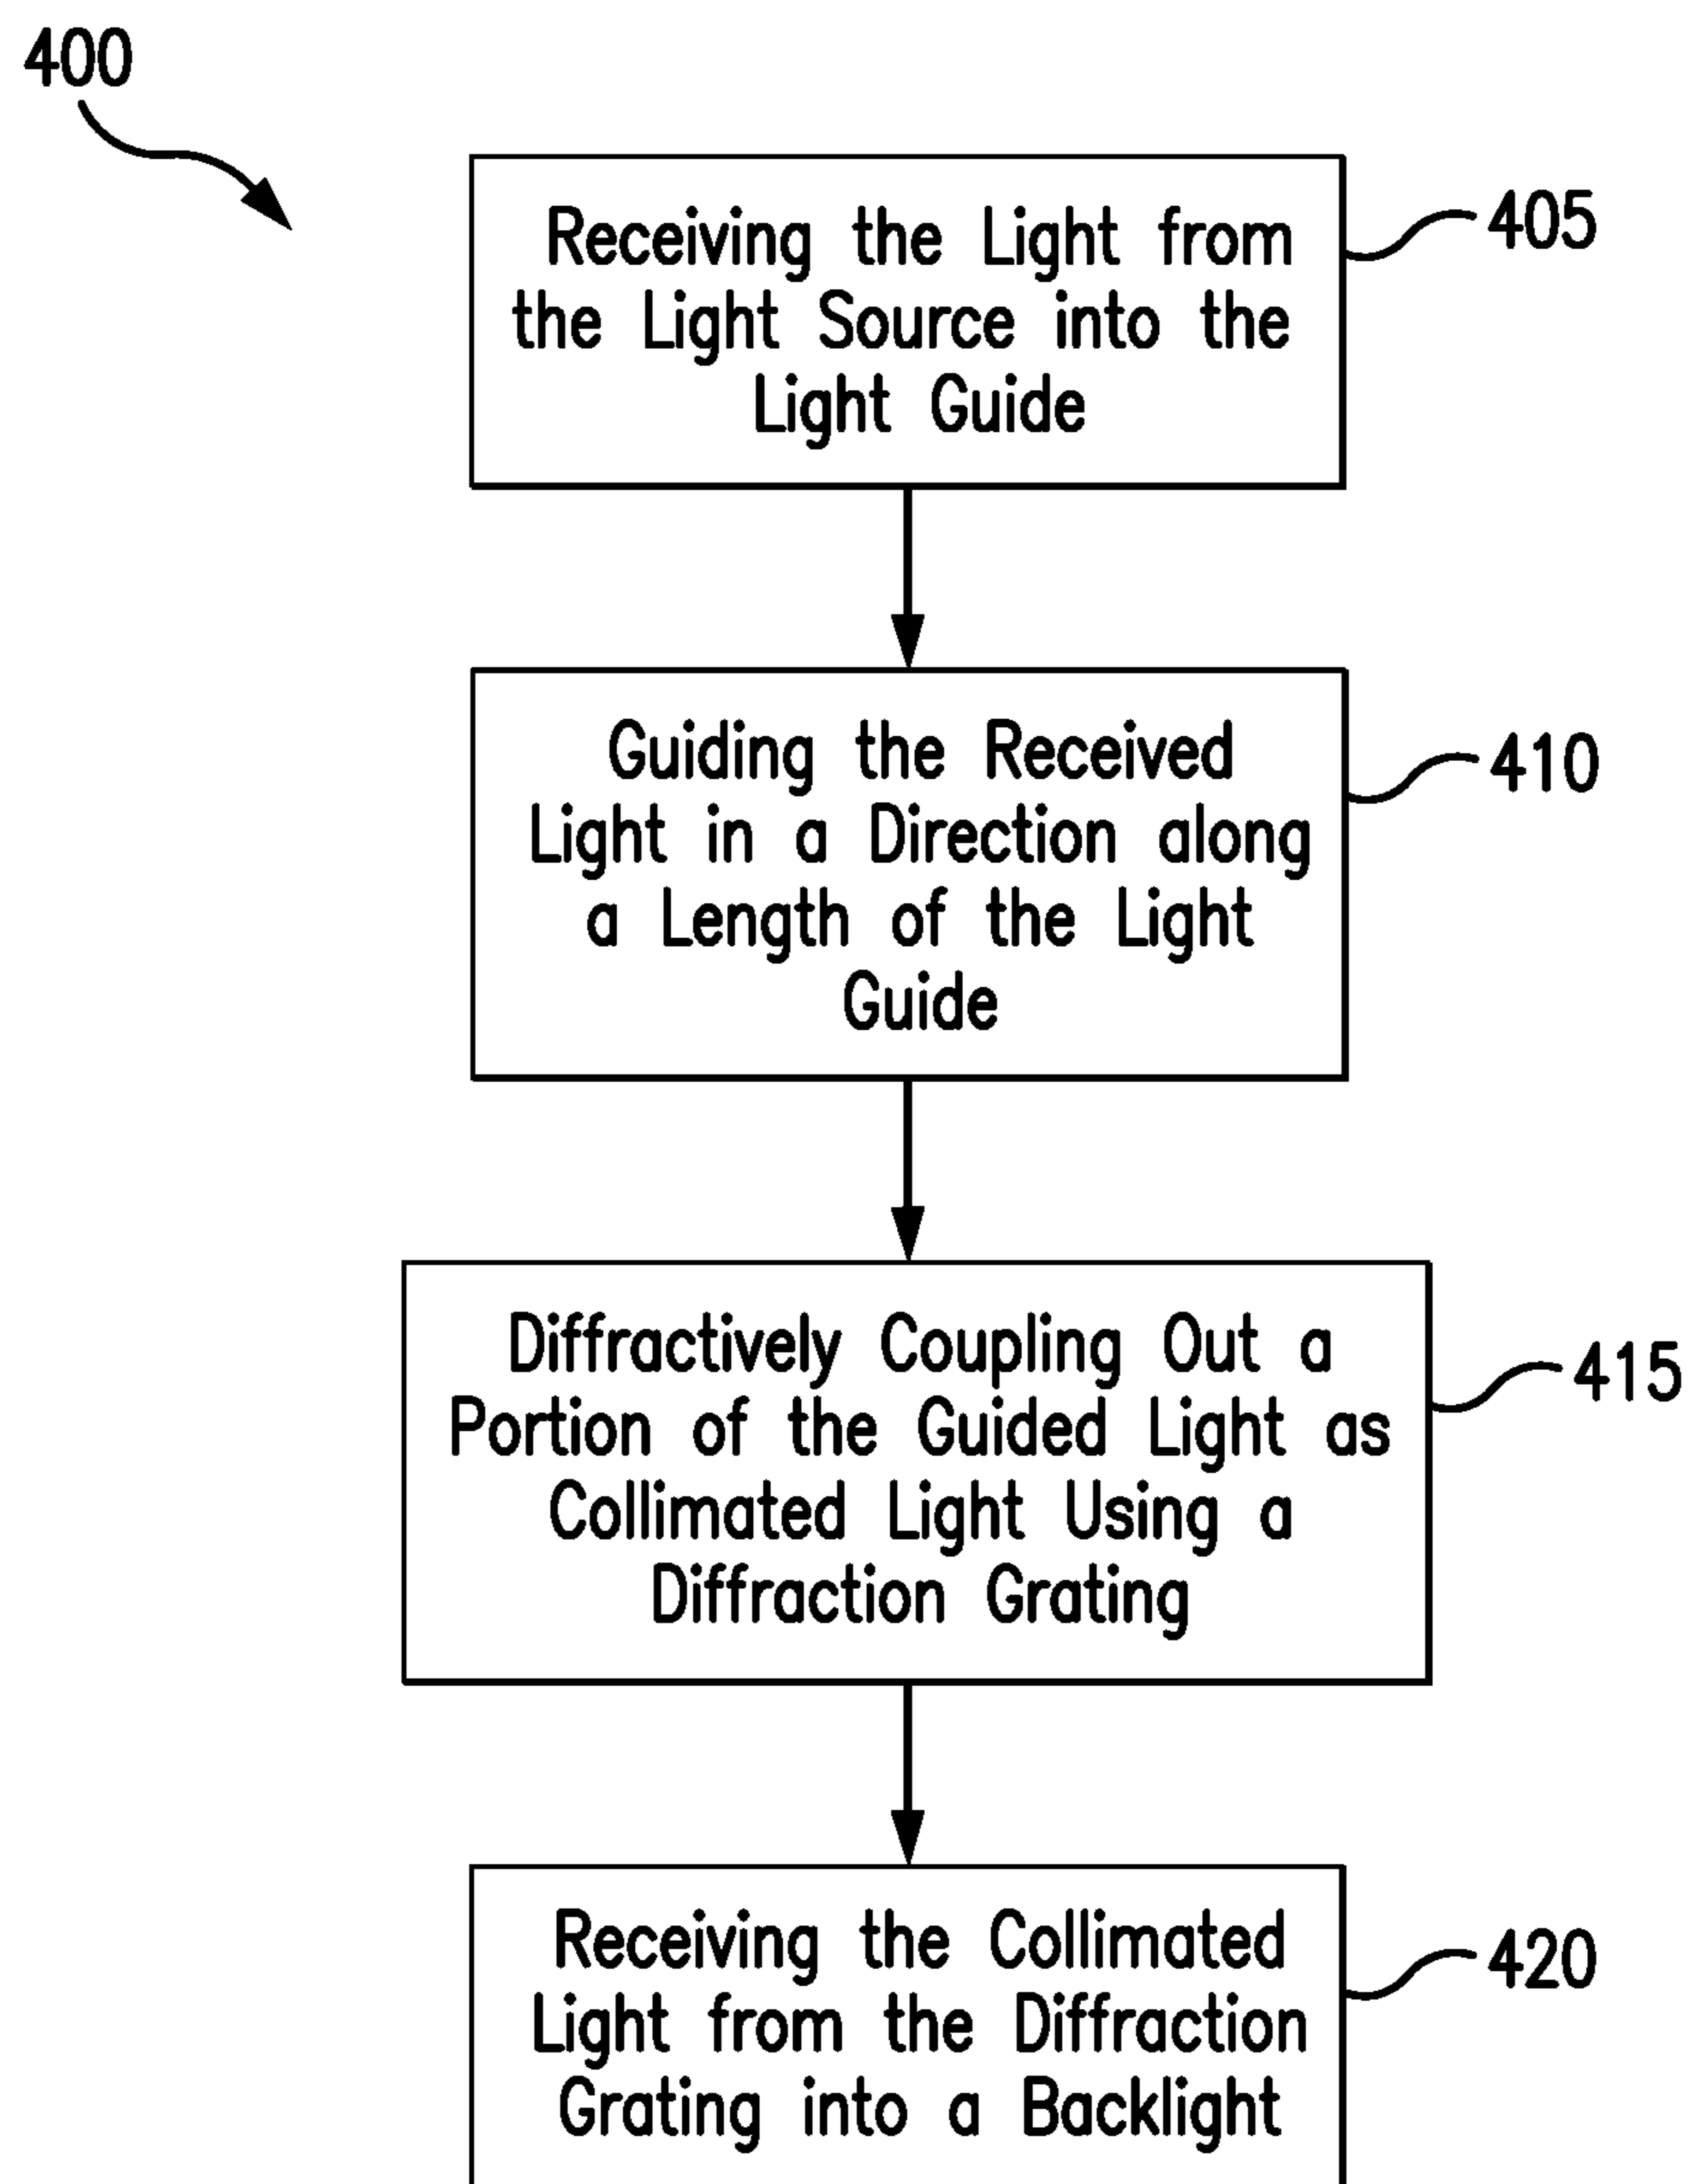 400
Receiving the Light from
the Light Source into the
Light Guide
405
Guiding the Received
Light in a Direction along
a Length of the Light
Guide
410
Diffractively Coupling Out a
Portion of the Guided Light as
Collimated Light Using a
Diffraction Grating
415
Receiving the Collimated
Light from the Diffraction
Grating into a Backlight
420